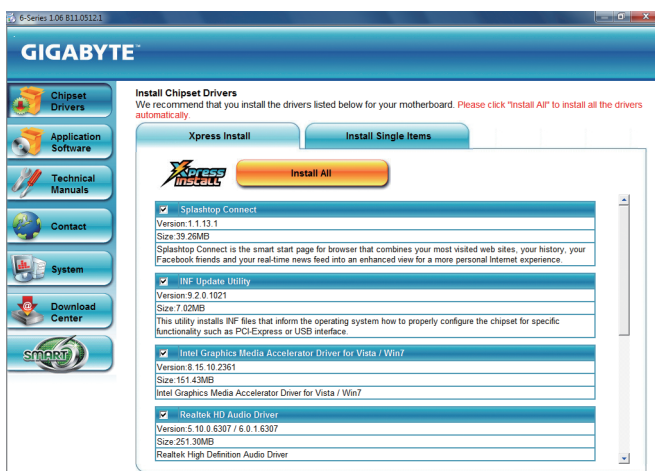 6-Series 1.06 B11.0512.1
GIGABYTE™
Chipset
Drivers
Application
Software
Technical
Manuals
Contact
System
Download
Center
SMART 6
Install Chipset Drivers
We recommend that you install the drivers listed below for your motherboard. Please click "Install All" to install all the drivers
automatically.
Xpress Install
Install Single Items
Xpress
INSTALL
Install All
Splashtop Connect
Version:1.1.13.1
Size:39.26MB
Splashtop Connect is the smart start page for browser that combines your most visited web sites, your history, your
Facebook friends and your real-time news feed into an enhanced view for a more personal Internet experience.
INF Update Utility
Version:9.2.0.1021
Size:7.02MB
This utility installs INF files that inform the operating system how to properly configure the chipset for specific
functionality such as PCI-Express or USB interface.
Intel Graphics Media Accelerator Driver for Vista / Win7
Version:8.15.10.2361
Size:151.43MB
Intel Graphics Media Accelerator Driver for Vista / Win7
Realtek HD Audio Driver
Version:5.10.0.6307 / 6.0.1.6307
Size:251.30MB
Realtek High Definition Audio Driver